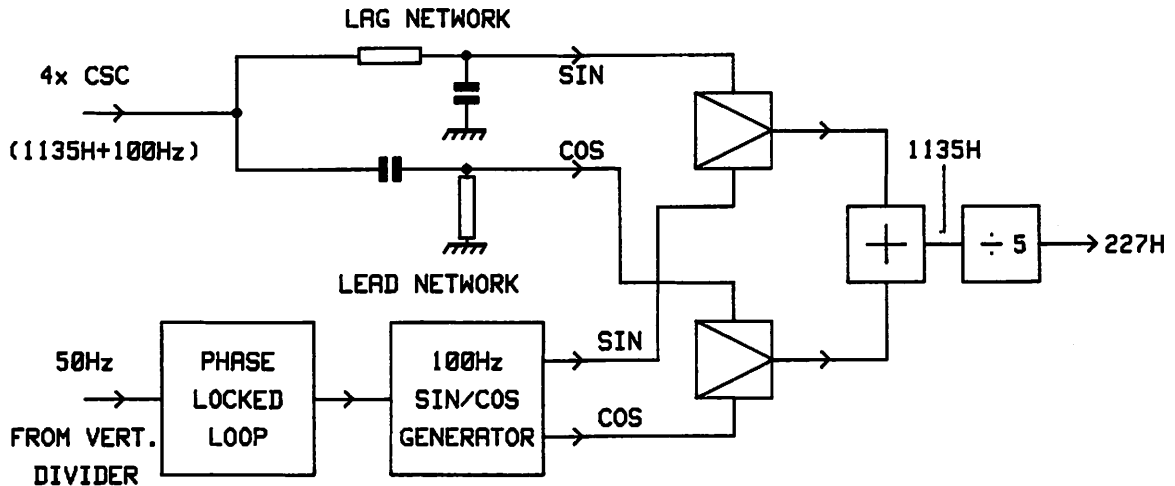 LAG NETWORK
4x CSC
(1135H+100Hz)
SIN
COS
1135H
÷ 5
227H
LEAD NETWORK
50Hz
FROM VERT.
DIVIDER
PHASE
LOCKED
LOOP
100Hz
SIN/COS
GENERATOR
SIN
COS
+